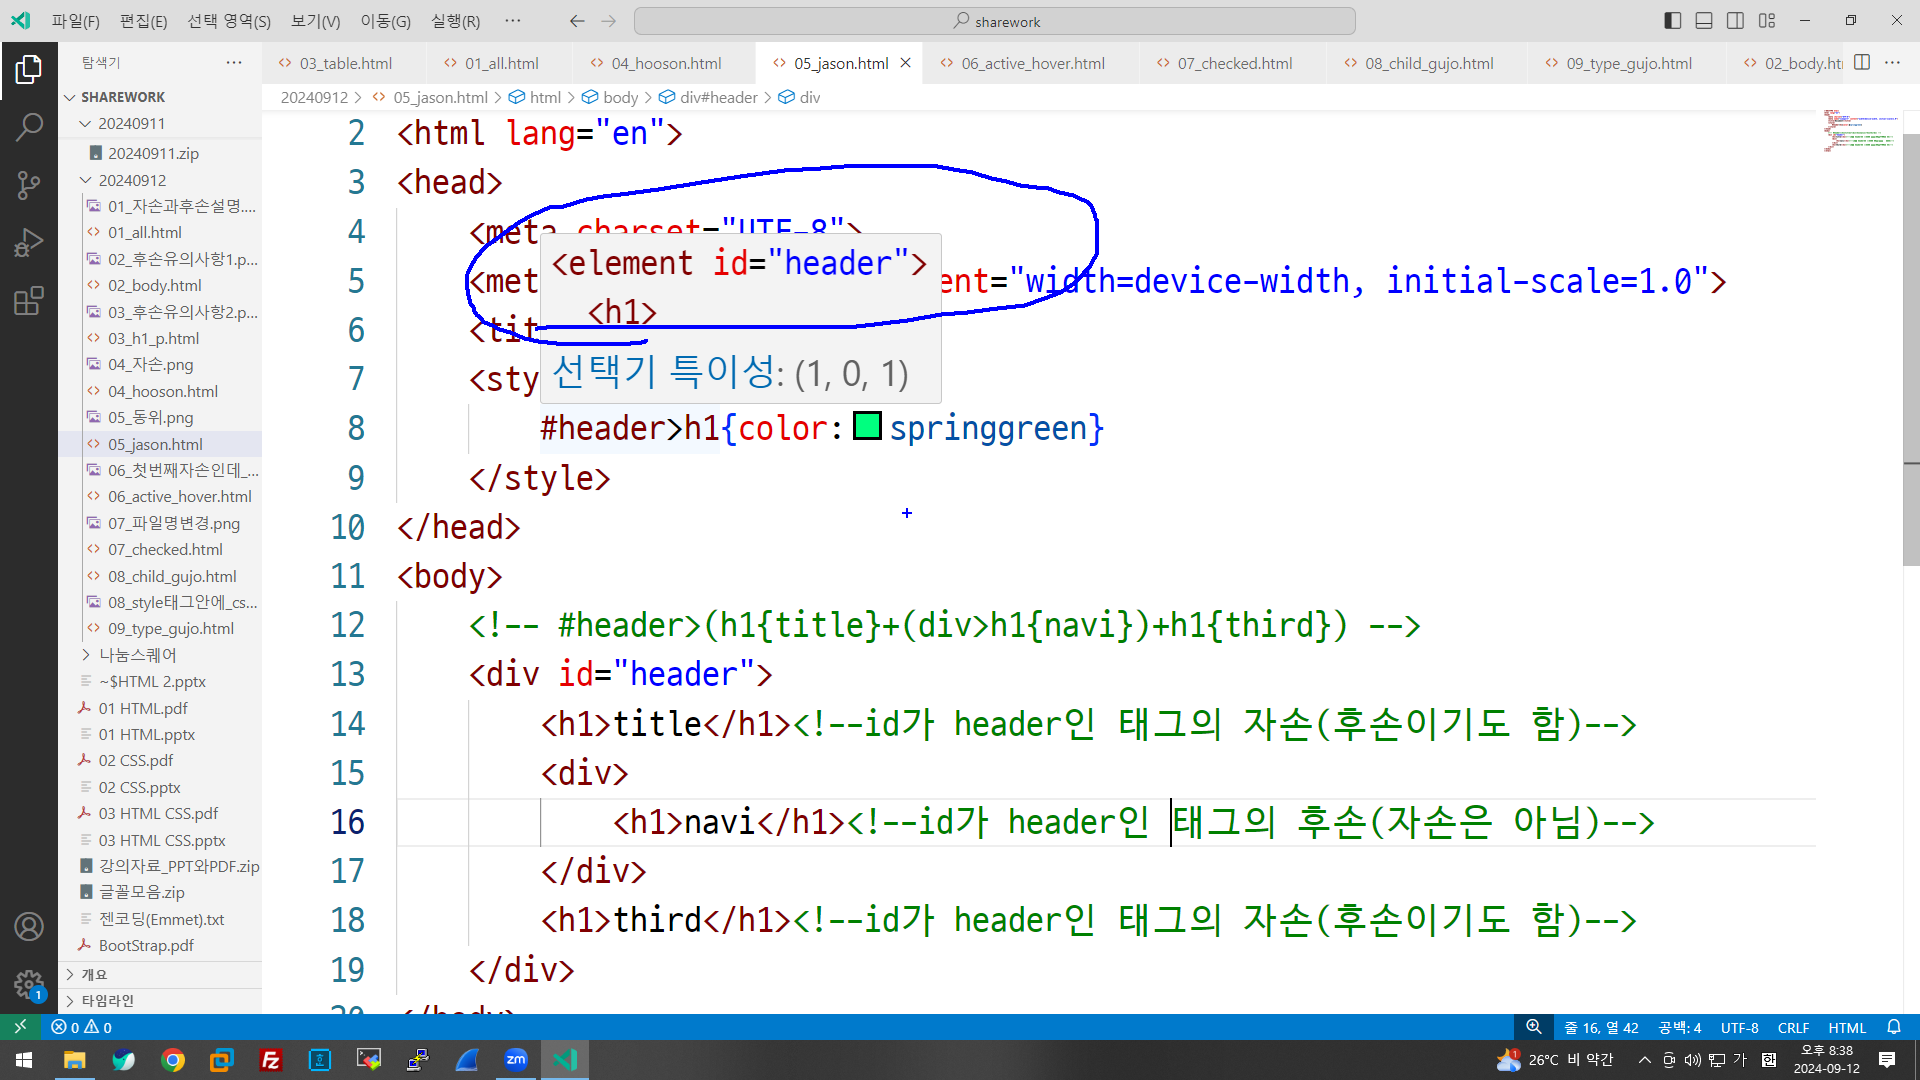 파일(F) 편집(E) 선택 영역(S) 보기(V) 이동(G) 실행(R) ··· sharework
탐색기 ···
03_table.html 01_all.html 04_hooson.html 05_jason.html 06_active_hover.html 07_checked.html 08_child_gujo.html 09_type_gujo.html 02_body.ht ···
20240912 > 05_jason.html > html > body > div#header > div
SHAREWORK
20240911
20240911.zip
20240912
01_자손과후손설명....
01_all.html
02_후손유의사항1.p...
02_body.html
03_후손유의사항2.p...
03_h1_p.html
04_자손.png
04_hooson.html
05_동위.png
05_jason.html
06_첫번째자손인데_...
06_active_hover.html
07_파일명변경.png
07_checked.html
08_child_gujo.html
08_style태그안에_cs...
09_type_gujo.html
나눔스퀘어
~$HTML 2.pptx
01 HTML.pdf
01 HTML.pptx
02 CSS.pdf
02 CSS.pptx
03 HTML CSS.pdf
03 HTML CSS.pptx
강의자료_PPT와PDF.zip
글꼴모음.zip
젠코딩(Emmet).txt
BootStrap.pdf
개요
타임라인
2 <html lang="en">
3 <head>
4 <meta charset="UTF-8">
5 <met ent="width=device-width, initial-scale=1.0">
6 <tit
7 <sty
<element id="header">
<h1>
선택기 특이성: (1, 0, 1)
8 #header>h1{color: springgreen}
9 </style>
10 </head>
11 <body>
12 <!-- #header>(h1{title}+(div>h1{navi})+h1{third}) -->
13 <div id="header">
14 <h1>title</h1><!--id가 header인 태그의 자손(후손이기도 함)-->
15 <div>
16 <h1>navi</h1><!--id가 header인 태그의 후손(자손은 아님)-->
17 </div>
18 <h1>third</h1><!--id가 header인 태그의 자손(후손이기도 함)-->
19 </div>
20 </body>
1
0 0 줄 16, 열 42 공백: 4 UTF-8 CRLF HTML
zm 1 26°C 비 약간 가 오후 8:38
2024-09-12